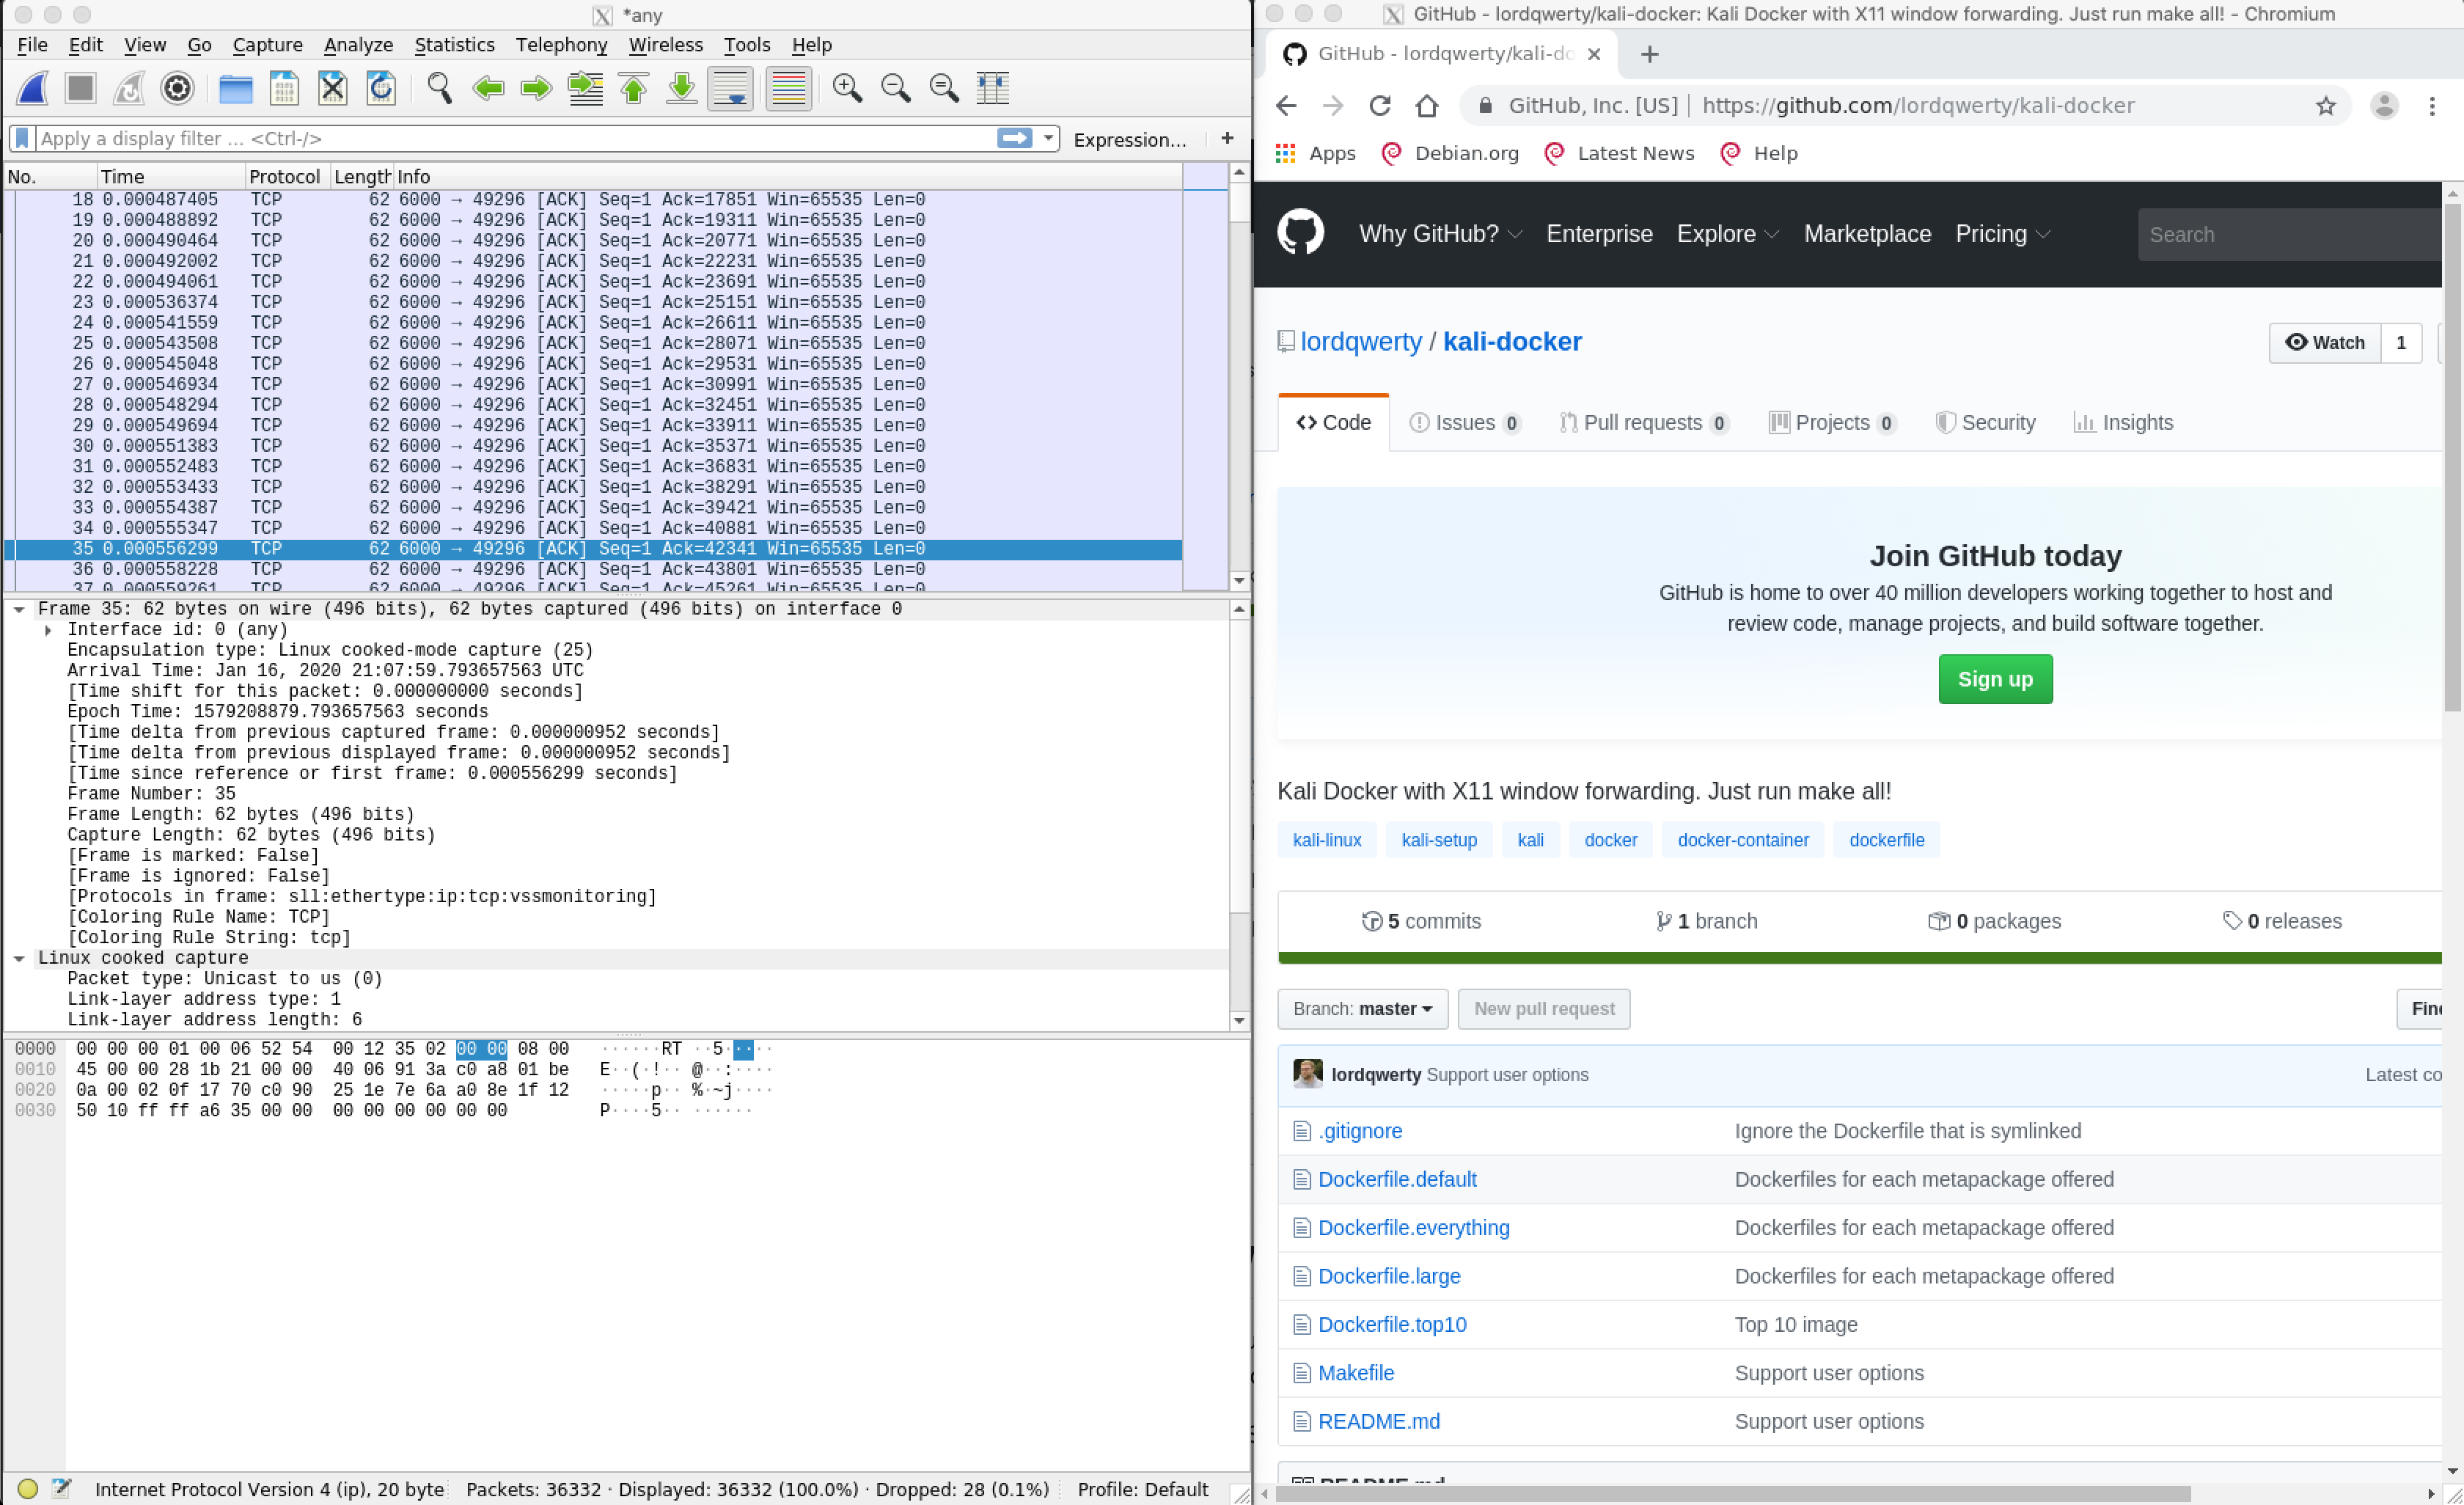 *any
File Edit View Go Capture Analyze Statistics Telephony Wireless Tools Help
Apply a display filter ... <Ctrl-/>
Expression... +
No. Time Protocol Length Info
18 0.000487405 TCP 62 6000 → 49296 [ACK] Seq=1 Ack=17851 Win=65535 Len=0
19 0.000488892 TCP 62 6000 → 49296 [ACK] Seq=1 Ack=19311 Win=65535 Len=0
20 0.000490464 TCP 62 6000 → 49296 [ACK] Seq=1 Ack=20771 Win=65535 Len=0
21 0.000492002 TCP 62 6000 → 49296 [ACK] Seq=1 Ack=22231 Win=65535 Len=0
22 0.000494061 TCP 62 6000 → 49296 [ACK] Seq=1 Ack=23691 Win=65535 Len=0
23 0.000536374 TCP 62 6000 → 49296 [ACK] Seq=1 Ack=25151 Win=65535 Len=0
24 0.000541559 TCP 62 6000 → 49296 [ACK] Seq=1 Ack=26611 Win=65535 Len=0
25 0.000543508 TCP 62 6000 → 49296 [ACK] Seq=1 Ack=28071 Win=65535 Len=0
26 0.000545048 TCP 62 6000 → 49296 [ACK] Seq=1 Ack=29531 Win=65535 Len=0
27 0.000546934 TCP 62 6000 → 49296 [ACK] Seq=1 Ack=30991 Win=65535 Len=0
28 0.000548294 TCP 62 6000 → 49296 [ACK] Seq=1 Ack=32451 Win=65535 Len=0
29 0.000549694 TCP 62 6000 → 49296 [ACK] Seq=1 Ack=33911 Win=65535 Len=0
30 0.000551383 TCP 62 6000 → 49296 [ACK] Seq=1 Ack=35371 Win=65535 Len=0
31 0.000552483 TCP 62 6000 → 49296 [ACK] Seq=1 Ack=36831 Win=65535 Len=0
32 0.000553433 TCP 62 6000 → 49296 [ACK] Seq=1 Ack=38291 Win=65535 Len=0
33 0.000554387 TCP 62 6000 → 49296 [ACK] Seq=1 Ack=39421 Win=65535 Len=0
34 0.000555347 TCP 62 6000 → 49296 [ACK] Seq=1 Ack=40881 Win=65535 Len=0
35 0.000556299 TCP 62 6000 → 49296 [ACK] Seq=1 Ack=42341 Win=65535 Len=0
36 0.000558228 TCP 62 6000 → 49296 [ACK] Seq=1 Ack=43801 Win=65535 Len=0
37 0.000559261 TCP 62 6000 → 49296 [ACK] Seq=1 Ack=45261 Win=65535 Len=0
Frame 35: 62 bytes on wire (496 bits), 62 bytes captured (496 bits) on interface 0
Interface id: 0 (any)
Encapsulation type: Linux cooked-mode capture (25)
Arrival Time: Jan 16, 2020 21:07:59.793657563 UTC
[Time shift for this packet: 0.000000000 seconds]
Epoch Time: 1579208879.793657563 seconds
[Time delta from previous captured frame: 0.000000952 seconds]
[Time delta from previous displayed frame: 0.000000952 seconds]
[Time since reference or first frame: 0.000556299 seconds]
Frame Number: 35
Frame Length: 62 bytes (496 bits)
Capture Length: 62 bytes (496 bits)
[Frame is marked: False]
[Frame is ignored: False]
[Protocols in frame: sll:ethertype:ip:tcp:vssmonitoring]
[Coloring Rule Name: TCP]
[Coloring Rule String: tcp]
Linux cooked capture
Packet type: Unicast to us (0)
Link-layer address type: 1
Link-layer address length: 6
0000 00 00 00 01 00 06 52 54 00 12 35 02 00 00 08 00 ······RT ··5·····
0010 45 00 00 28 1b 21 00 00 40 06 91 3a c0 a8 01 be E··(·!·· @··:····
0020 0a 00 02 0f 17 70 c0 90 25 1e 7e 6a a0 8e 1f 12 ·····p·· %·~j····
0030 50 10 ff ff a6 35 00 00 00 00 00 00 00 00 P····5·· ······
Internet Protocol Version 4 (ip), 20 byte Packets: 36332 · Displayed: 36332 (100.0%) · Dropped: 28 (0.1%) Profile: Default
GitHub - lordqwerty/kali-docker: Kali Docker with X11 window forwarding. Just run make all! - Chromium
GitHub - lordqwerty/kali-do
GitHub, Inc. [US] | https://github.com/lordqwerty/kali-docker
Apps Debian.org Latest News Help
Why GitHub? Enterprise Explore Marketplace Pricing Search
lordqwerty / kali-docker
Watch 1
Code Issues 0 Pull requests 0 Projects 0 Security Insights
Join GitHub today
GitHub is home to over 40 million developers working together to host and
review code, manage projects, and build software together.
Sign up
Kali Docker with X11 window forwarding. Just run make all!
kali-linux kali-setup kali docker docker-container dockerfile
5 commits 1 branch 0 packages 0 releases
Branch: master New pull request
lordqwerty Support user options Latest co
.gitignore Ignore the Dockerfile that is symlinked
Dockerfile.default Dockerfiles for each metapackage offered
Dockerfile.everything Dockerfiles for each metapackage offered
Dockerfile.large Dockerfiles for each metapackage offered
Dockerfile.top10 Top 10 image
Makefile Support user options
README.md Support user options
README.md